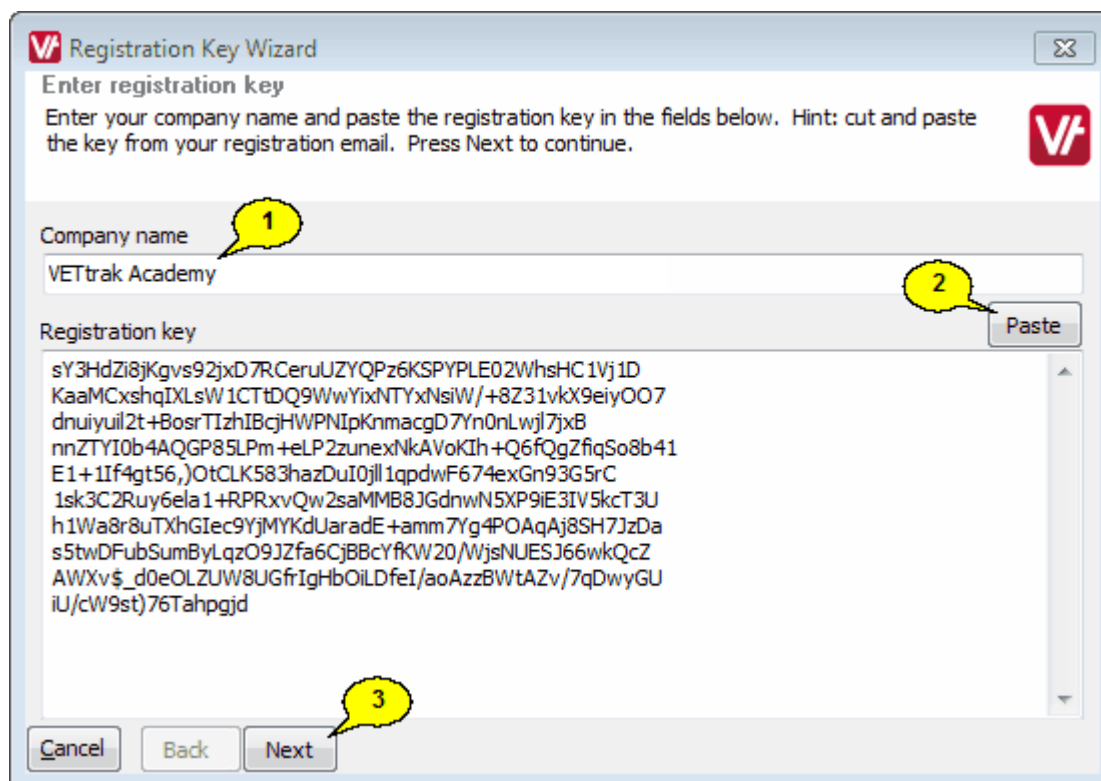 Registration Key Wizard
Enter registration key
Enter your company name and paste the registration key in the fields below. Hint: cut and paste
the key from your registration email. Press Next to continue.
1
Company name
VETtrak Academy
2
Paste
Registration key
sY3HdZi8jKgvs92jxD7RCeruUZYQPz6KSPYPLE02WhsHC1Vj1D
KaaMCxshqIXLsW1CTtDQ9WwYixNTYxNsiW/+8Z31vkX9eiyOO7
dnuiyuil2t+BosrTIzhIBcjHWPNIpKnmacgD7Yn0nLwjl7jxB
nnZTYI0b4AQGP85LPm+eLP2zunexNkAVoKIh+Q6fQgZfiqSo8b41
E1+1If4gt56,)OtCLK583hazDuI0jll1qpdwF674exGn93G5rC
1sk3C2Ruy6ela1+RPRxvQw2saMMB8JGdnwN5XP9iE3IV5kcT3U
h1Wa8r8uTXhGIec9YjMYKdUaradE+amm7Yg4POAqAj8SH7JzDa
s5twDFubSumByLqzO9JZfa6CjBBcYfKW20/WjsNUESJ66wkQcZ
AWXv$_d0eOLZUW8UGfrIgHbOiLDfeI/aoAzzBWtAZv/7qDwyGU
iU/cW9st)76Tahpgjd
3
Cancel
Back
Next